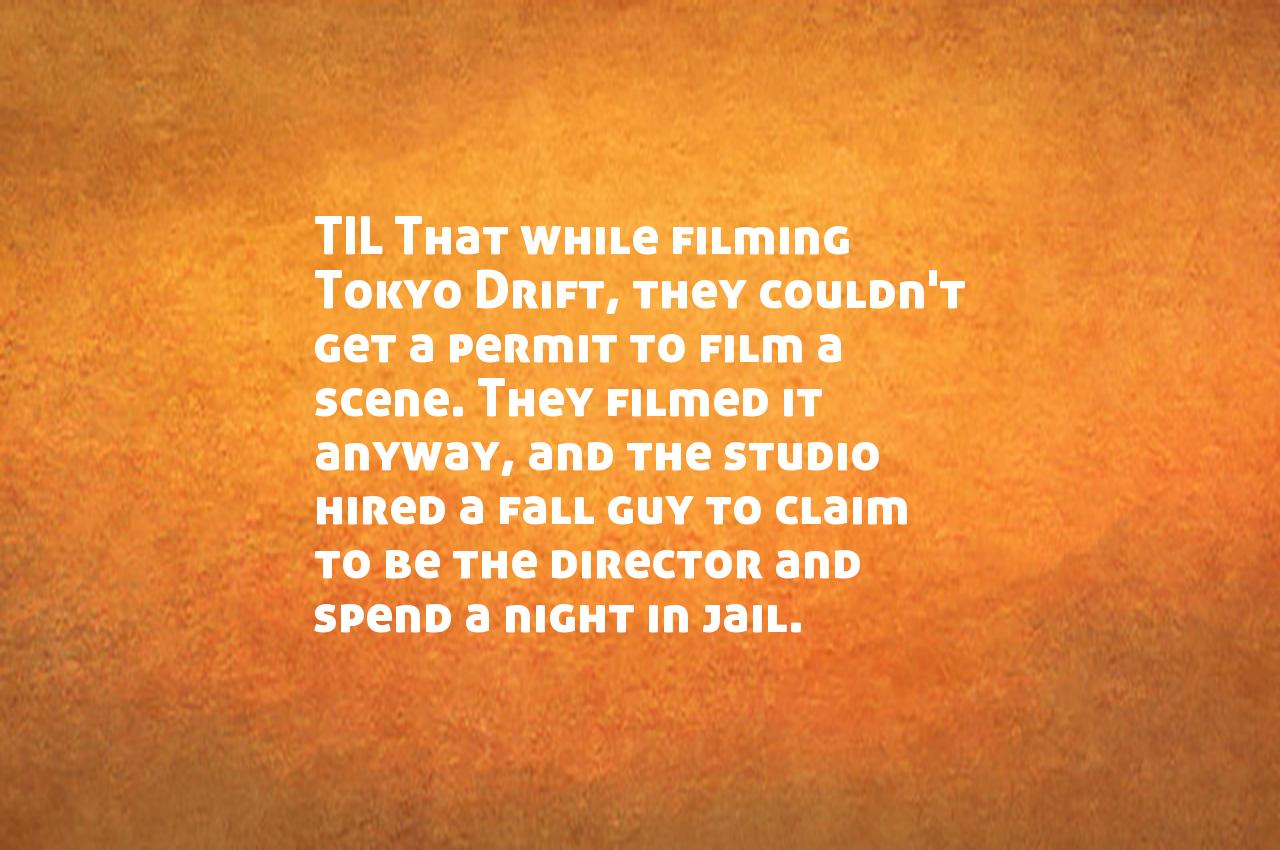 TIL That while filming
Tokyo Drift, they couldn't
get a permit to film a
scene. They filmed it
anyway, and the studio
hired a fall guy to claim
to be the director and
spend a night in jail.